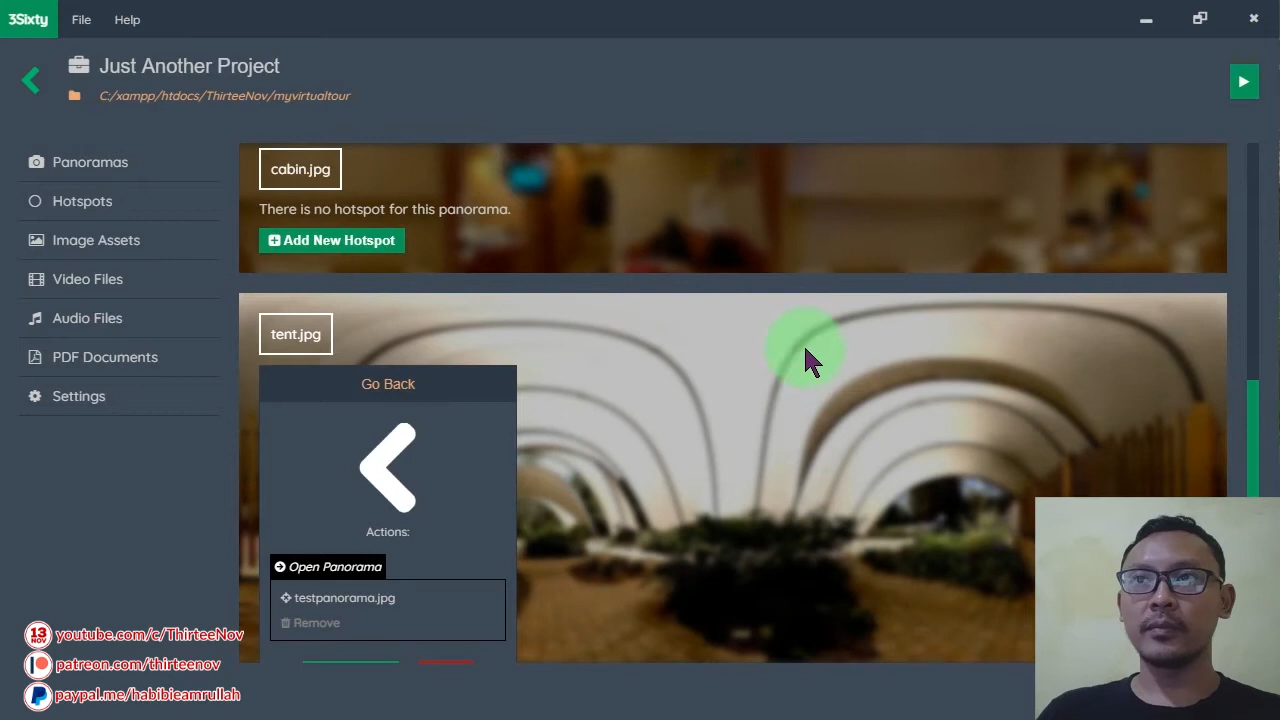 3Sixty File Help
Just Another Project
C:/xampp/htdocs/ThirteeNov/myvirtualtour
Panoramas
Hotspots
Image Assets
Video Files
Audio Files
PDF Documents
Settings
cabin.jpg
There is no hotspot for this panorama.
Add New Hotspot
tent.jpg
Go Back
Actions:
Open Panorama
testpanorama.jpg
Remove
13
NOV
youtube.com/c/ThirteeNov
patreon.com/thirteenov
paypal.me/habibieamrullah